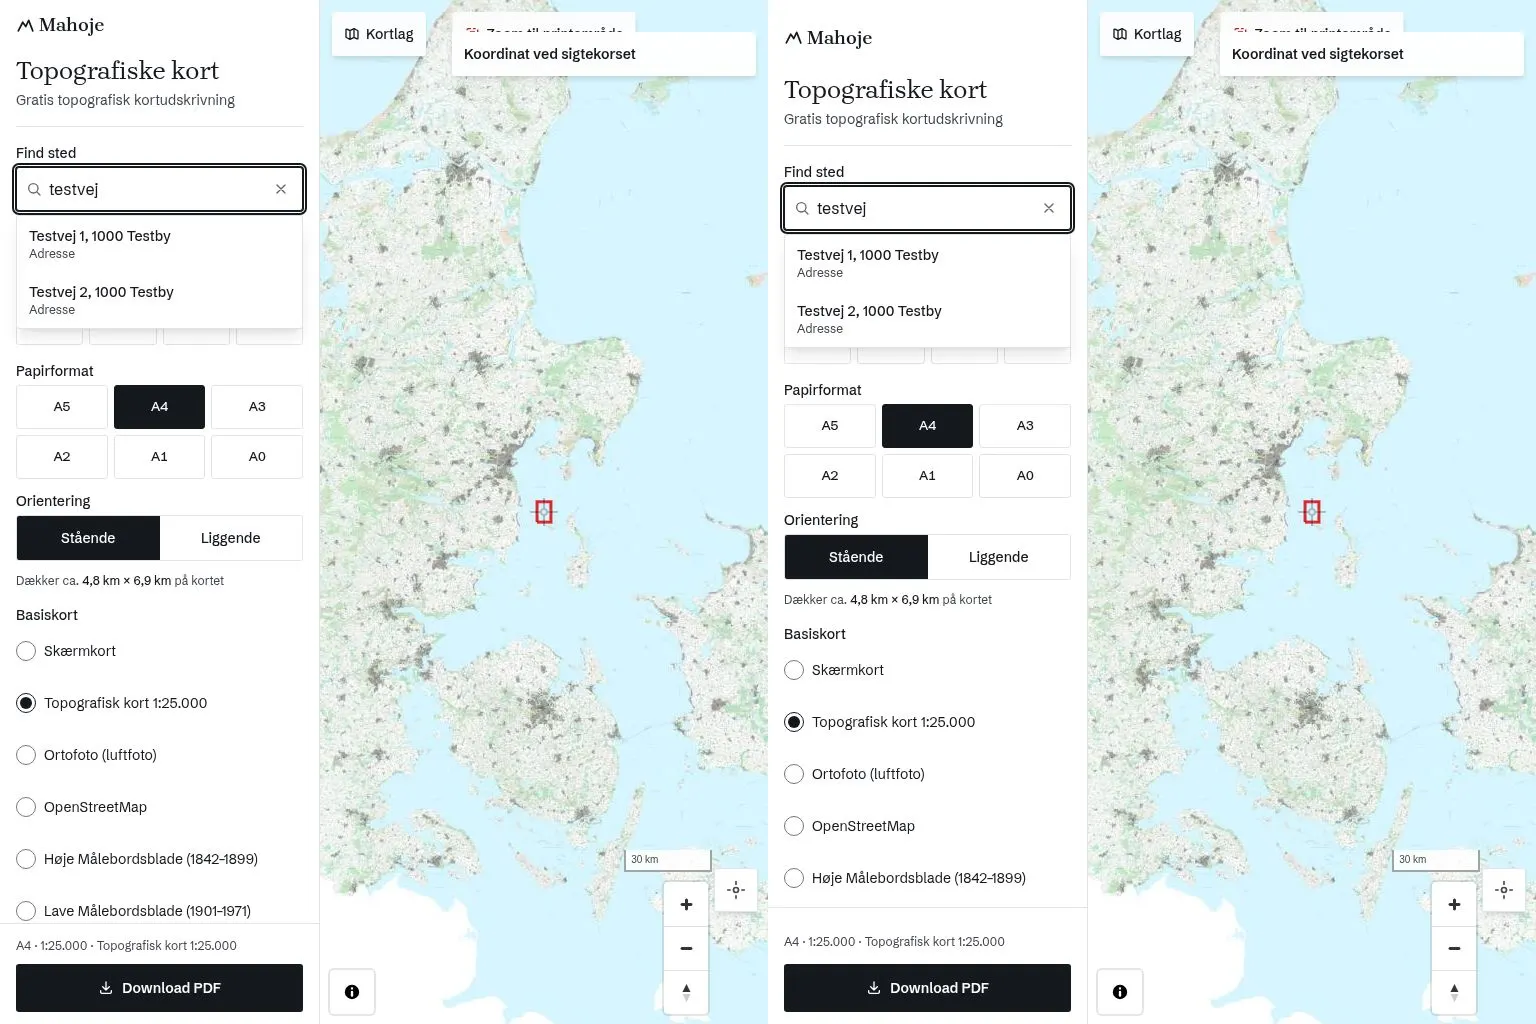 Mahoje
Topografiske kort
Gratis topografisk kortudskrivning
Find sted
testvej
Testvej 1, 1000 Testby
Adresse
Testvej 2, 1000 Testby
Adresse
Papirformat
A5 A4 A3
A2 A1 A0
Orientering
Stående Liggende
Dækker ca. 4,8 km × 6,9 km på kortet
Basiskort
Skærmkort
Topografisk kort 1:25.000
Ortofoto (luftfoto)
OpenStreetMap
Høje Målebordsblade (1842-1899)
Lave Målebordsblade (1901-1971)
A4 · 1:25.000 · Topografisk kort 1:25.000
Download PDF
Kortlag
Zoom til printområde
Koordinat ved sigtekorset
30 km
Mahoje
Topografiske kort
Gratis topografisk kortudskrivning
Find sted
testvej
Testvej 1, 1000 Testby
Adresse
Testvej 2, 1000 Testby
Adresse
Papirformat
A5 A4 A3
A2 A1 A0
Orientering
Stående Liggende
Dækker ca. 4,8 km × 6,9 km på kortet
Basiskort
Skærmkort
Topografisk kort 1:25.000
Ortofoto (luftfoto)
OpenStreetMap
Høje Målebordsblade (1842-1899)
A4 · 1:25.000 · Topografisk kort 1:25.000
Download PDF
Kortlag
Zoom til printområde
Koordinat ved sigtekorset
30 km